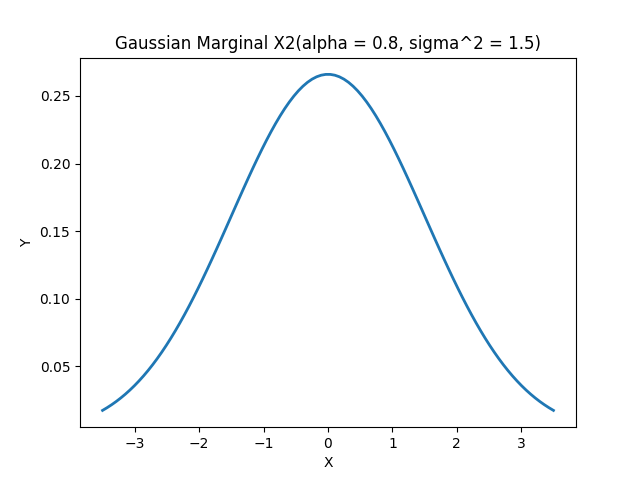 Gaussian Marginal X2(alpha = 0.8, sigma^2 = 1.5)
0.25
0.20
0.15
0.10
0.05
Y
−3 −2 −1 0 1 2 3
X